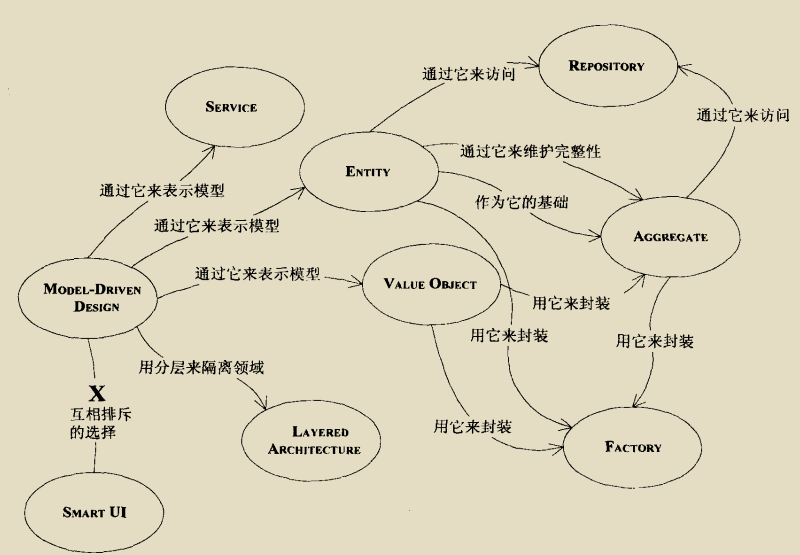 REPOSITORY
通过它来访问
SERVICE
通过它来访问
通过它来维护完整性
ENTITY
通过它来表示模型
作为它的基础
通过它来表示模型
AGGREGATE
通过它来表示模型
VALUE OBJECT
MODEL-DRIVEN
DESIGN
用它来封装
用它来封装
用它来封装
用分层来隔离领域
X
互相排斥
的选择
用它来封装
LAYERED
ARCHITECTURE
FACTORY
SMART UI